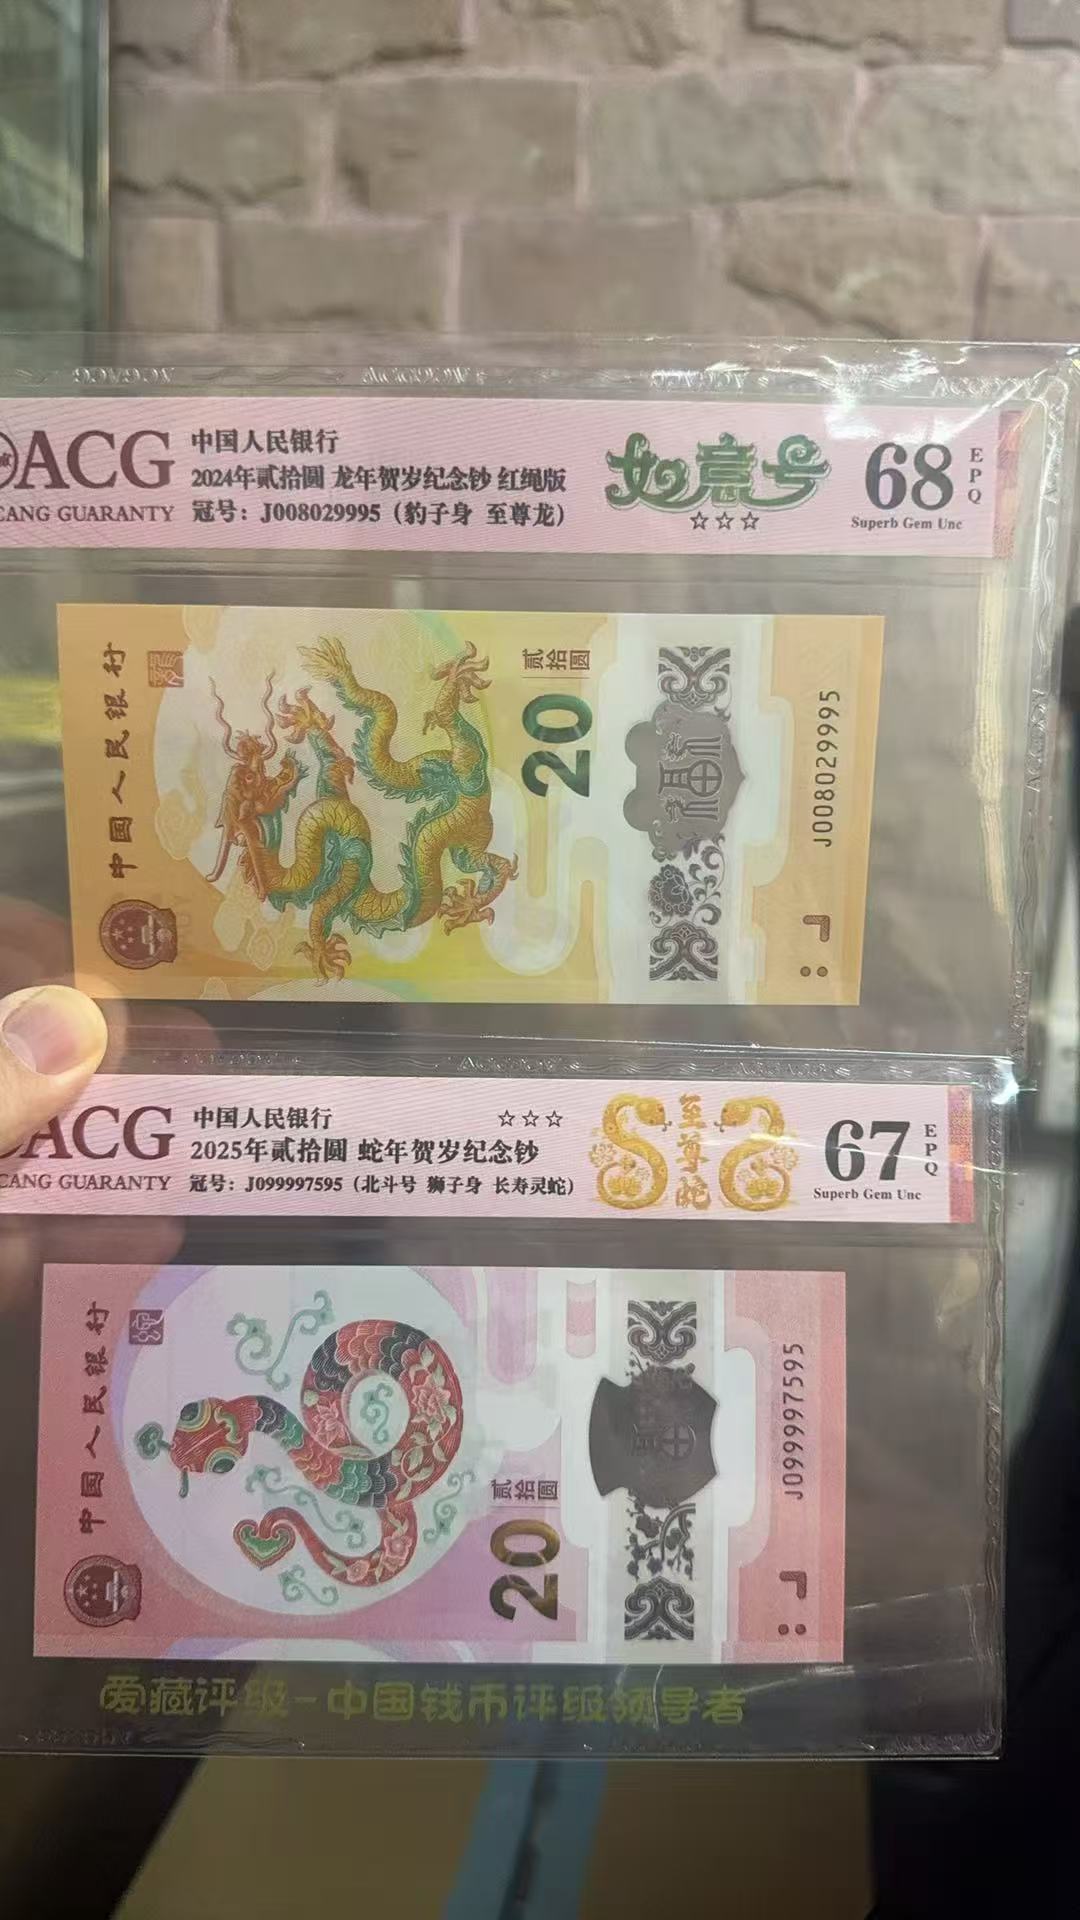 ACG
CANG GUARANTY
中国人民银行
2024年贰拾圆 龙年贺岁纪念钞 红绳版
冠号：J008029995（豹子身 至尊龙）
如意号
☆☆☆
68
EPQ
Superb Gem Unc
中国人民银行
贰拾圆
20
J008029995
ACG
CANG GUARANTY
中国人民银行
☆☆☆
2025年贰拾圆 蛇年贺岁纪念钞
冠号：J099997595（北斗号 狮子身 长寿灵蛇）
至尊蛇
67
EPQ
Superb Gem Unc
中国人民银行
贰拾圆
20
J099997595
爱藏评级-中国钱币评级领导者